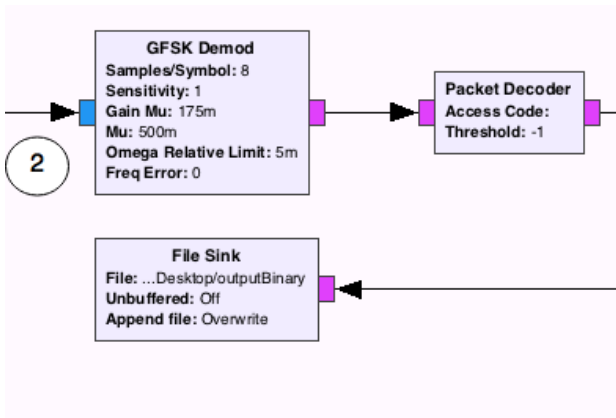 GFSK Demod
Samples/Symbol: 8
Sensitivity: 1
Gain Mu: 175m
Mu: 500m
Omega Relative Limit: 5m
Freq Error: 0
Packet Decoder
Access Code:
Threshold: -1
2
File Sink
File: ...Desktop/outputBinary
Unbuffered: Off
Append file: Overwrite